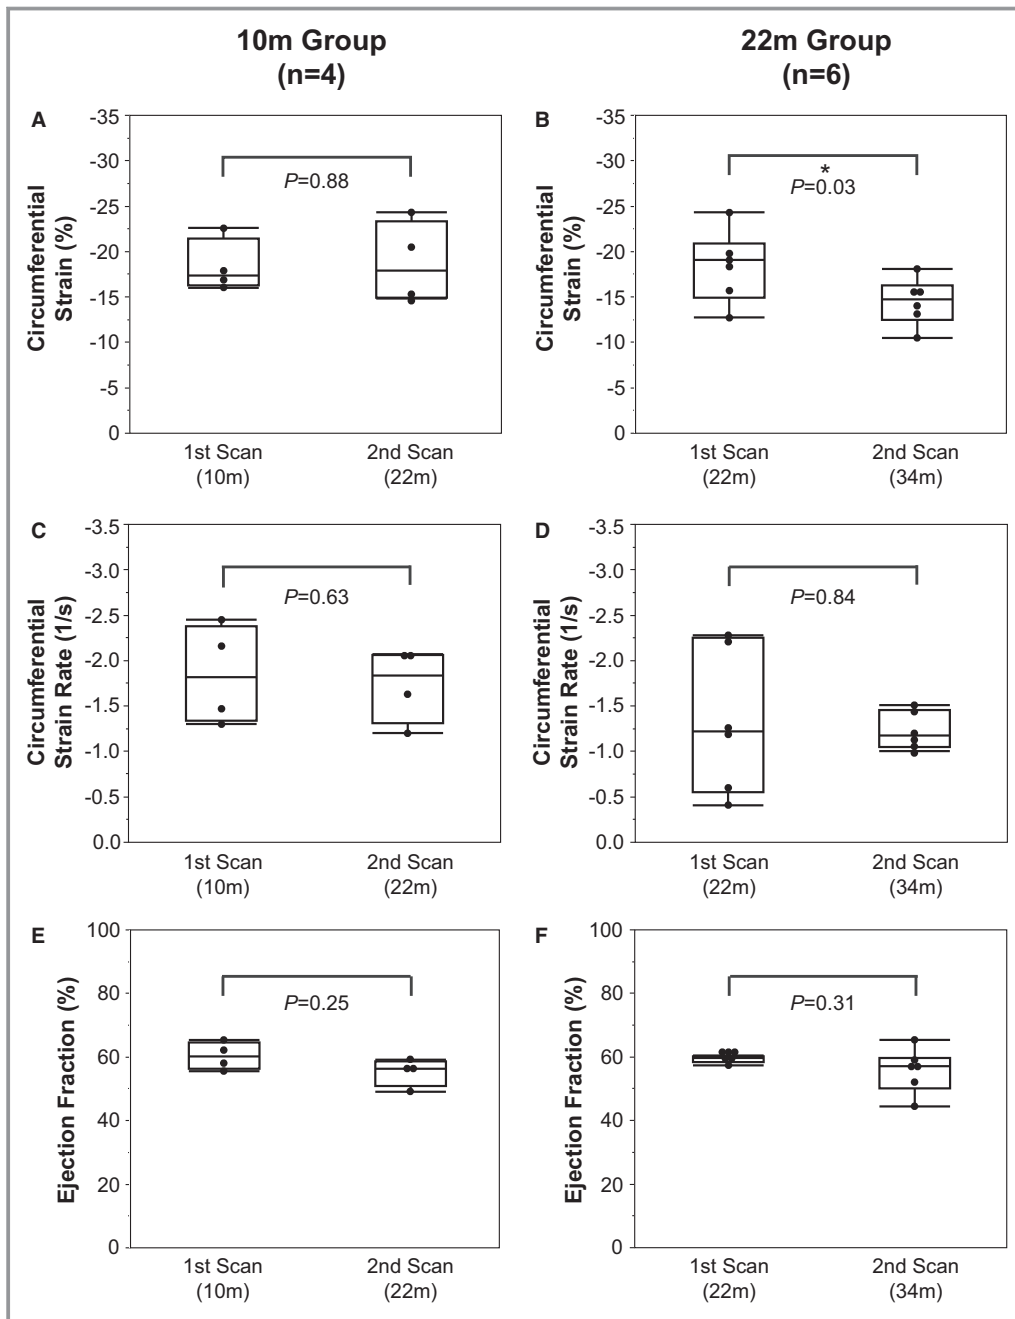 10m Group
(n=4)
22m Group
(n=6)
A
Circumferential
Strain (%)
-35
-30
-25
-20
-15
-10
-5
0
P=0.88
1st Scan
(10m)
2nd Scan
(22m)
B
Circumferential
Strain (%)
-35
-30
-25
-20
-15
-10
-5
0
*
P=0.03
1st Scan
(22m)
2nd Scan
(34m)
C
Circumferential
Strain Rate (1/s)
-3.5
-3.0
-2.5
-2.0
-1.5
-1.0
-0.5
0.0
P=0.63
1st Scan
(10m)
2nd Scan
(22m)
D
Circumferential
Strain Rate (1/s)
-3.5
-3.0
-2.5
-2.0
-1.5
-1.0
-0.5
0.0
P=0.84
1st Scan
(22m)
2nd Scan
(34m)
E
Ejection Fraction (%)
100
80
60
40
20
0
P=0.25
1st Scan
(10m)
2nd Scan
(22m)
F
Ejection Fraction (%)
100
80
60
40
20
0
P=0.31
1st Scan
(22m)
2nd Scan
(34m)